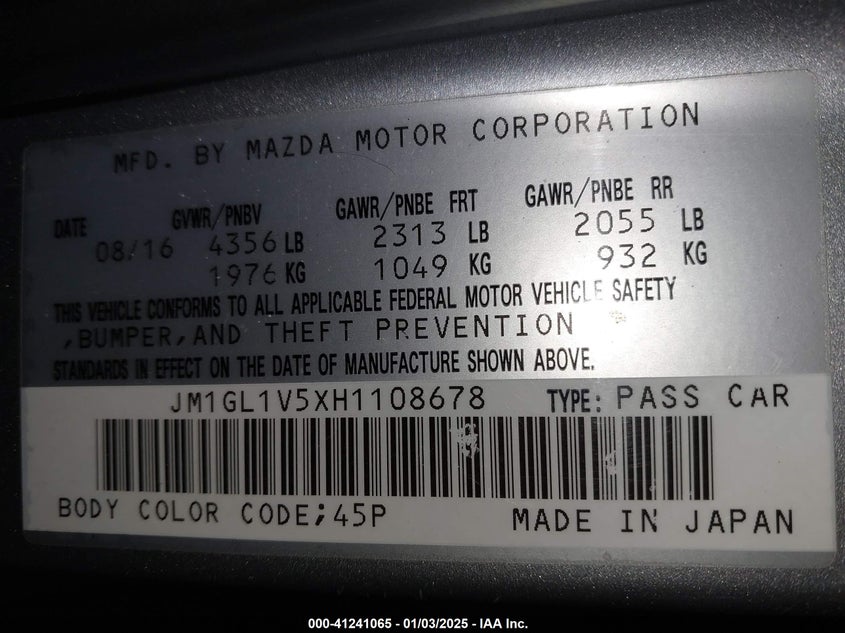 MFD. BY MAZDA MOTOR CORPORATION
DATE GVWR/PNBV GAWR/PNBE FRT GAWR/PNBE RR
08/16 4356 LB 2313 LB 2055 LB
1976 KG 1049 KG 932 KG
THIS VEHICLE CONFORMS TO ALL APPLICABLE FEDERAL MOTOR VEHICLE SAFETY
,BUMPER,AND THEFT PREVENTION
STANDARDS IN EFFECT ON THE DATE OF MANUFACTURE SHOWN ABOVE.
JM1GL1V5XH1108678 TYPE: PASS CAR
BODY COLOR CODE;45P MADE IN JAPAN
000-41241065 - 01/03/2025 - IAA Inc.